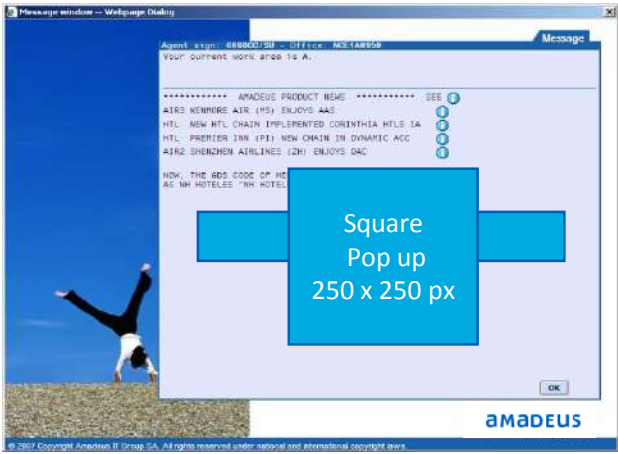 Message window -- Webpage Dialog
Message
Agent sign: - Office: NCE1A0950
Your current work area is A.
*********** AMADEUS PRODUCT NEWS *********** SEE
AIR3 KENMORE AIR (M5) ENJOYS AAS
HTL NEW HTL CHAIN IMPLEMENTED CORINTHIA HTLS IA
HTL PREMIER INN (PI) NEW CHAIN IN DYNAMIC ACC
AIR2 SHENZHEN AIRLINES (ZH) ENJOYS DAC
NOW, THE GDS CODE OF
AS NH HOTELES "NH
Square
Pop up
250 x 250 px
OK
amadeus
© 2007 Copyright Amadeus IT Group SA. All rights reserved under national and international copyright laws.